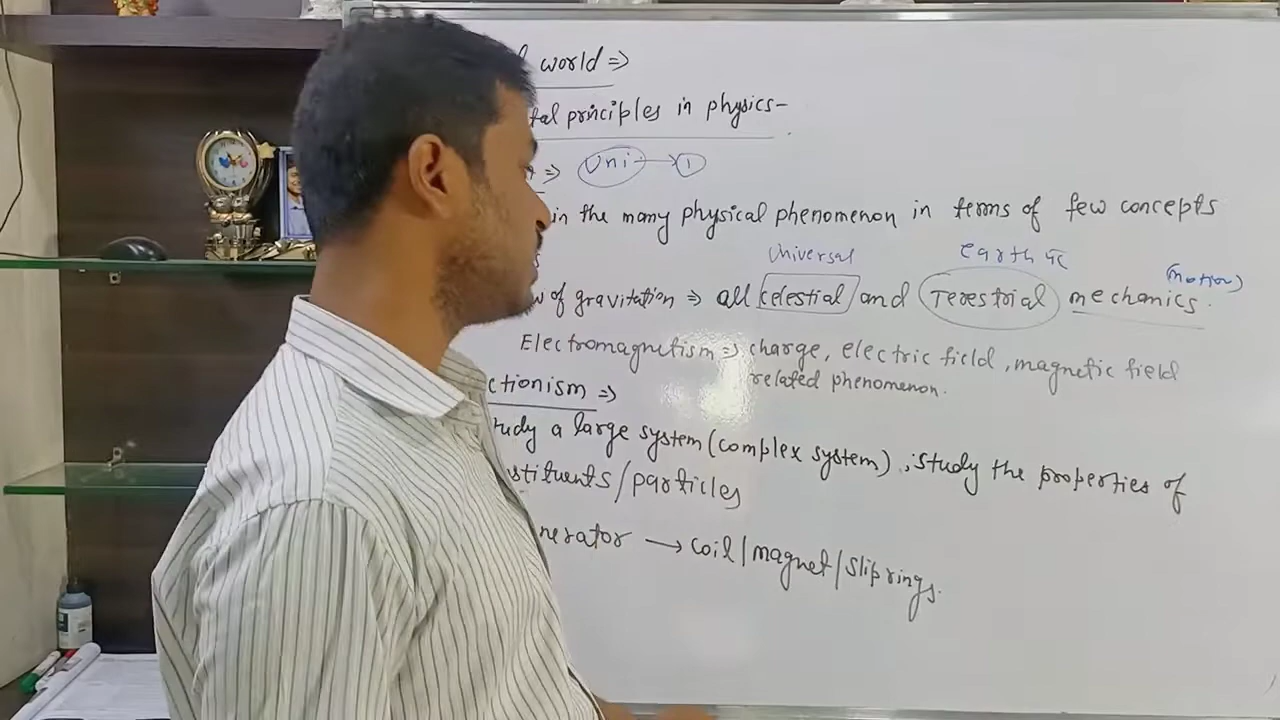 world ⇒
tal principles in physics-
⇒ Uni → 1
in the many physical phenomenon in terms of few concepts
Universal earth
w of gravitation ⇒ all celestial and Terestrial mechanics. (motion)
Electromagnetism ⇒ charge, electric field, magnetic field
related phenomenon.
ctionism ⇒
tudy a large system (complex system), study the properties of
stituents/particles
nerator → coil/magnet/slip rings.